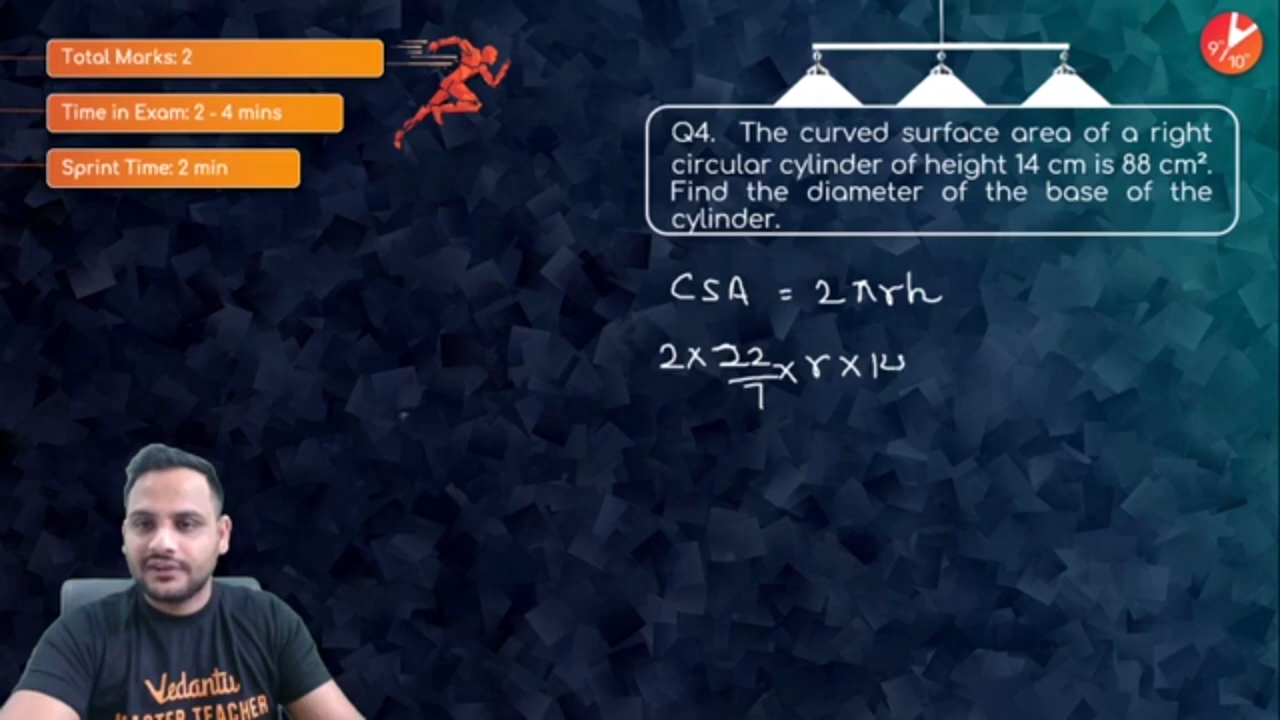 Total Marks: 2
Time in Exam: 2 - 4 mins
Sprint Time: 2 min
9ᵗʰ/10ᵗʰ
Q4. The curved surface area of a right
circular cylinder of height 14 cm is 88 cm².
Find the diameter of the base of the
cylinder.
CSA = 2πrh
2 × 22/7 × r × 14
Vedantu
MASTER TEACHER